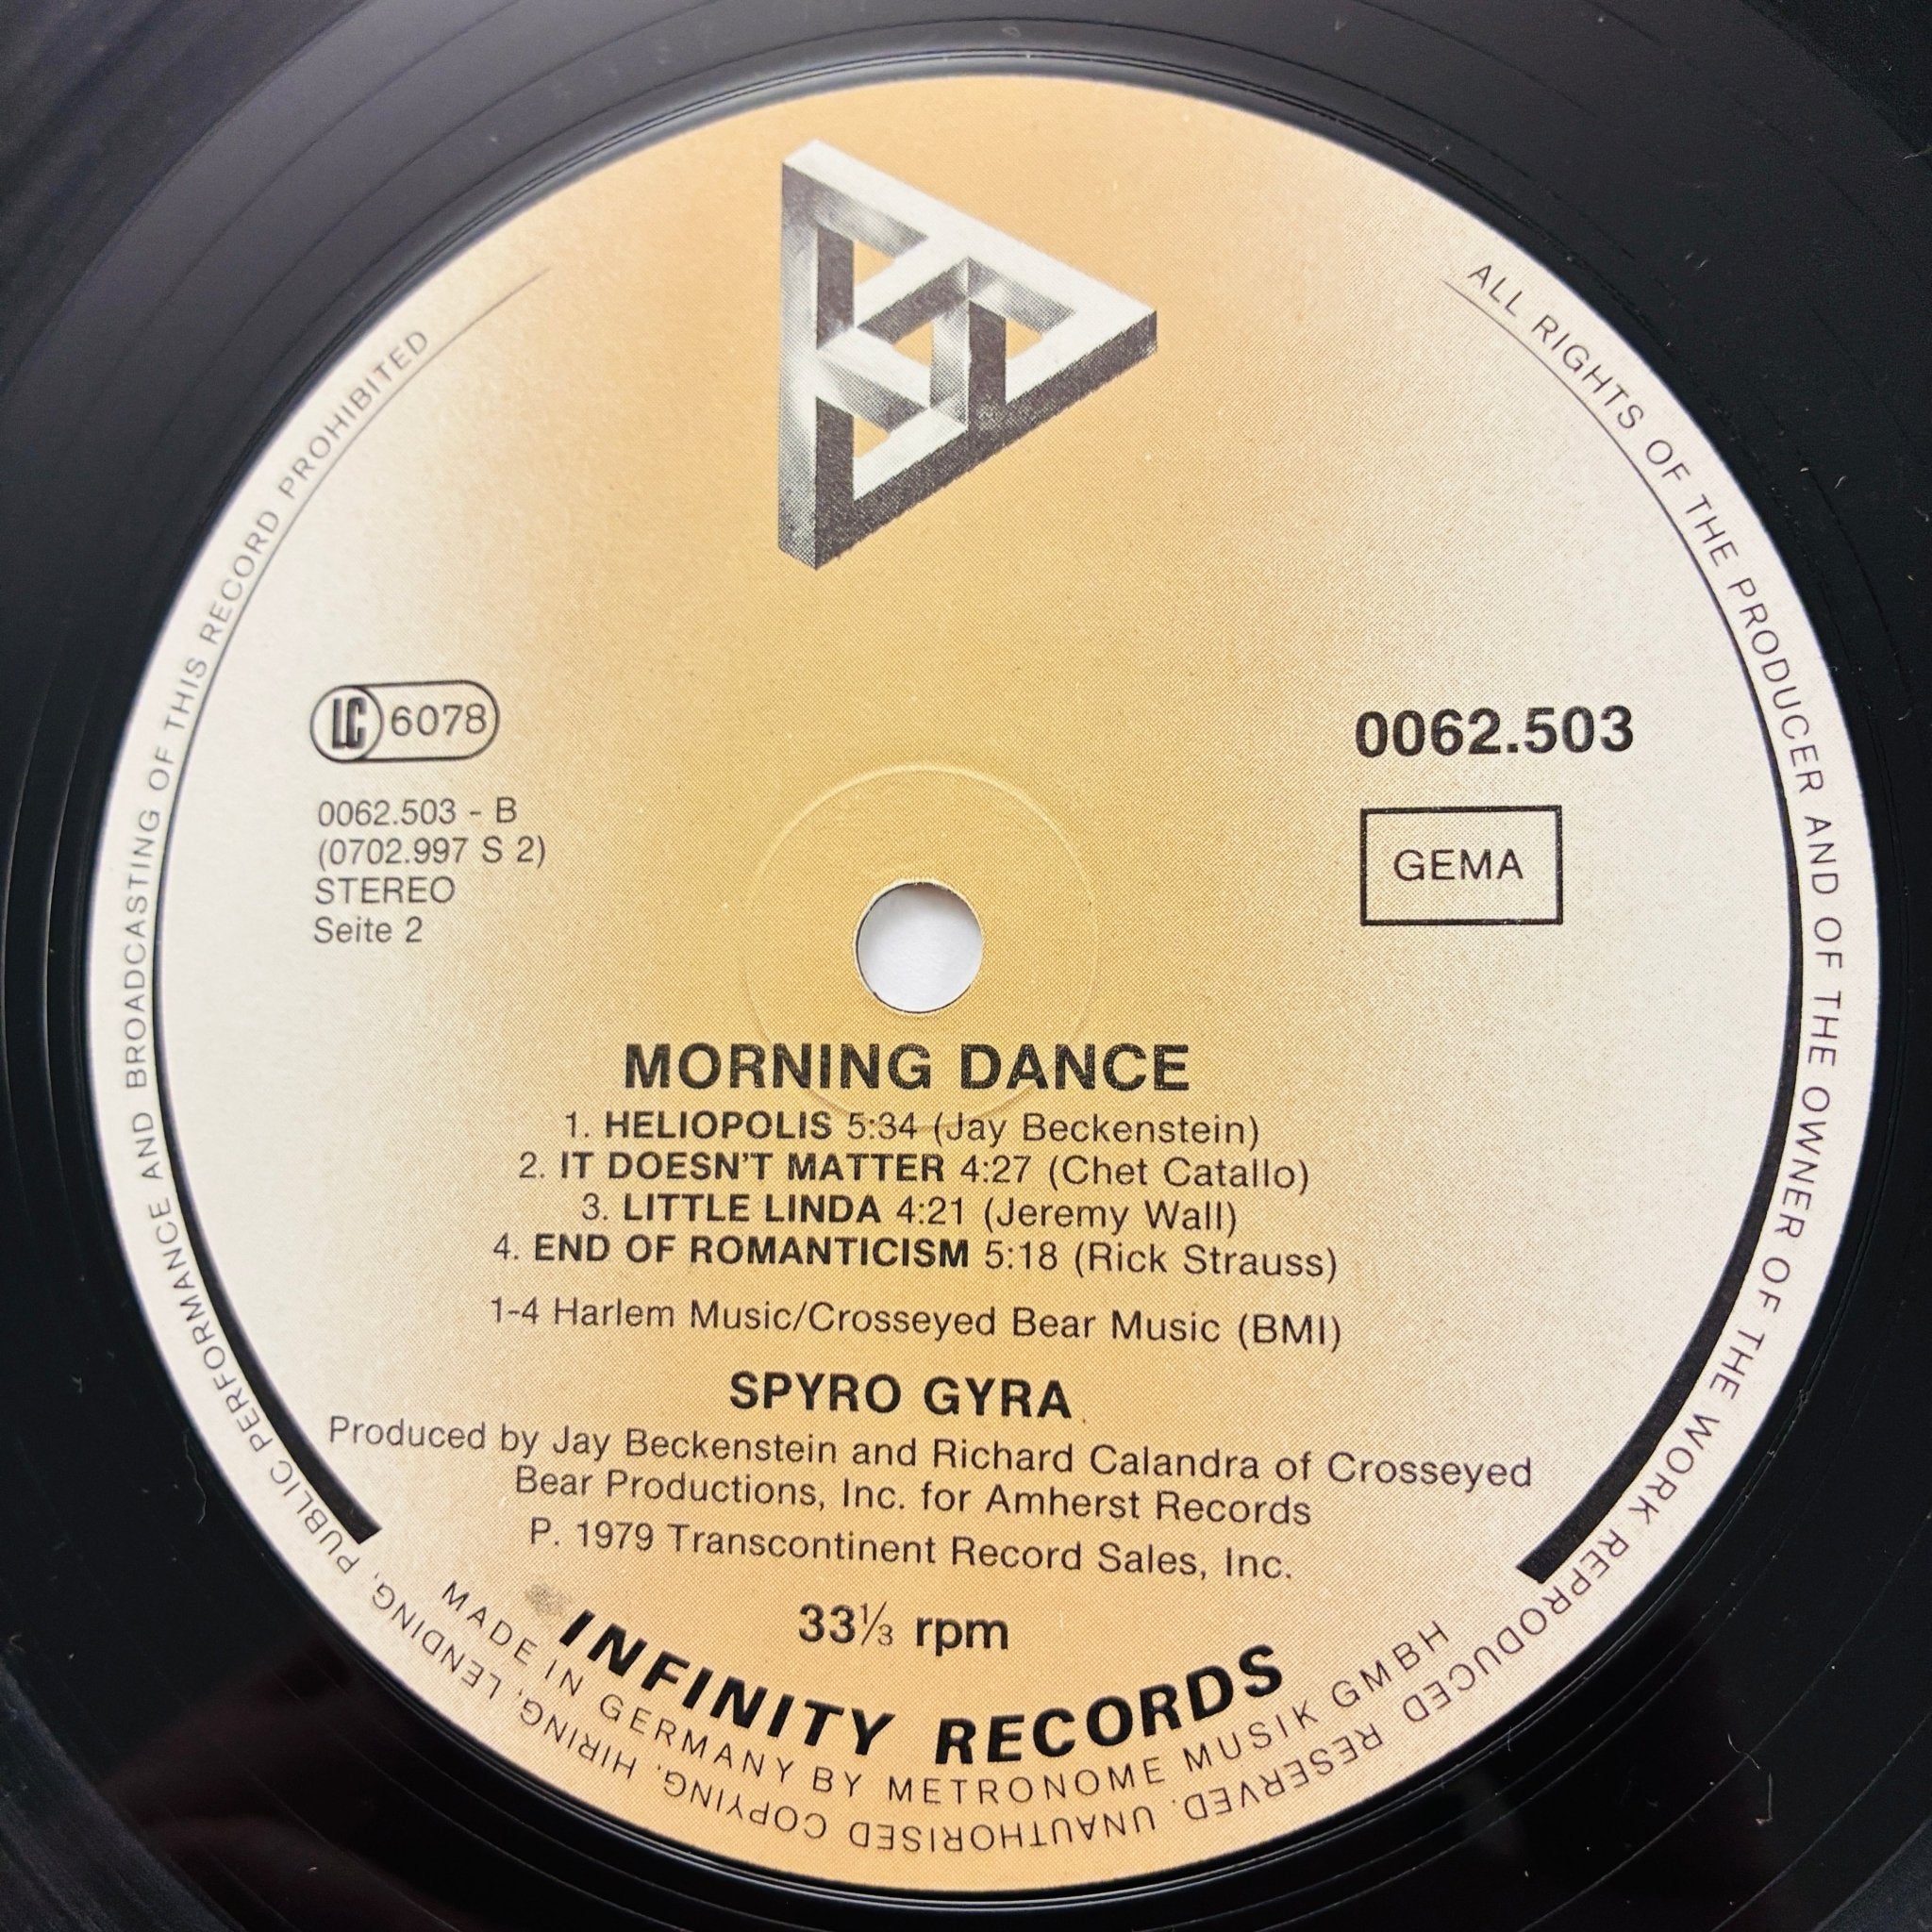 LC 6078
0062.503 - B
(0702.997 S 2)
STEREO
Seite 2
0062.503
GEMA
MORNING DANCE
1. HELIOPOLIS 5:34 (Jay Beckenstein)
2. IT DOESN'T MATTER 4:27 (Chet Catallo)
3. LITTLE LINDA 4:21 (Jeremy Wall)
4. END OF ROMANTICISM 5:18 (Rick Strauss)
1-4 Harlem Music/Crosseyed Bear Music (BMI)
SPYRO GYRA
Produced by Jay Beckenstein and Richard Calandra of Crosseyed
Bear Productions, Inc. for Amherst Records
P. 1979 Transcontinent Record Sales, Inc.
33⅓ rpm
INFINITY RECORDS
MADE IN GERMANY BY METRONOME MUSIK GMBH
ALL RIGHTS OF THE PRODUCER AND OF THE OWNER OF THE WORK REPRODUCED RESERVED. UNAUTHORISED COPYING, HIRING, LENDING, PUBLIC PERFORMANCE AND BROADCASTING OF THIS RECORD PROHIBITED